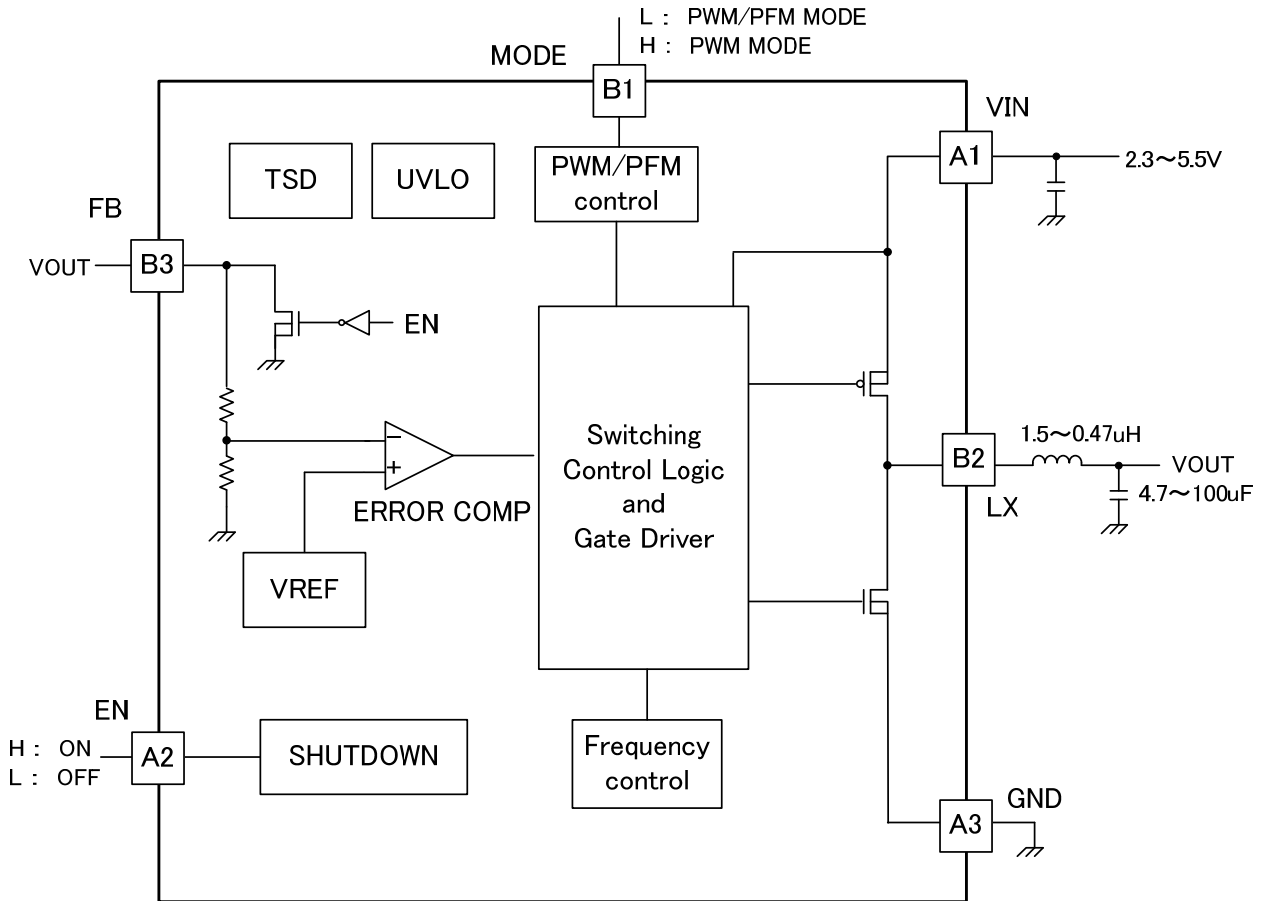 L : PWM/PFM MODE
H : PWM MODE
MODE
B1
VIN
A1
2.3～5.5V
TSD
UVLO
PWM/PFM
control
FB
VOUT
B3
EN
Switching
Control Logic
and
Gate Driver
ERROR COMP
VREF
1.5～0.47uH
B2
VOUT
LX
4.7～100uF
EN
H : ON
L : OFF
A2
SHUTDOWN
Frequency
control
GND
A3